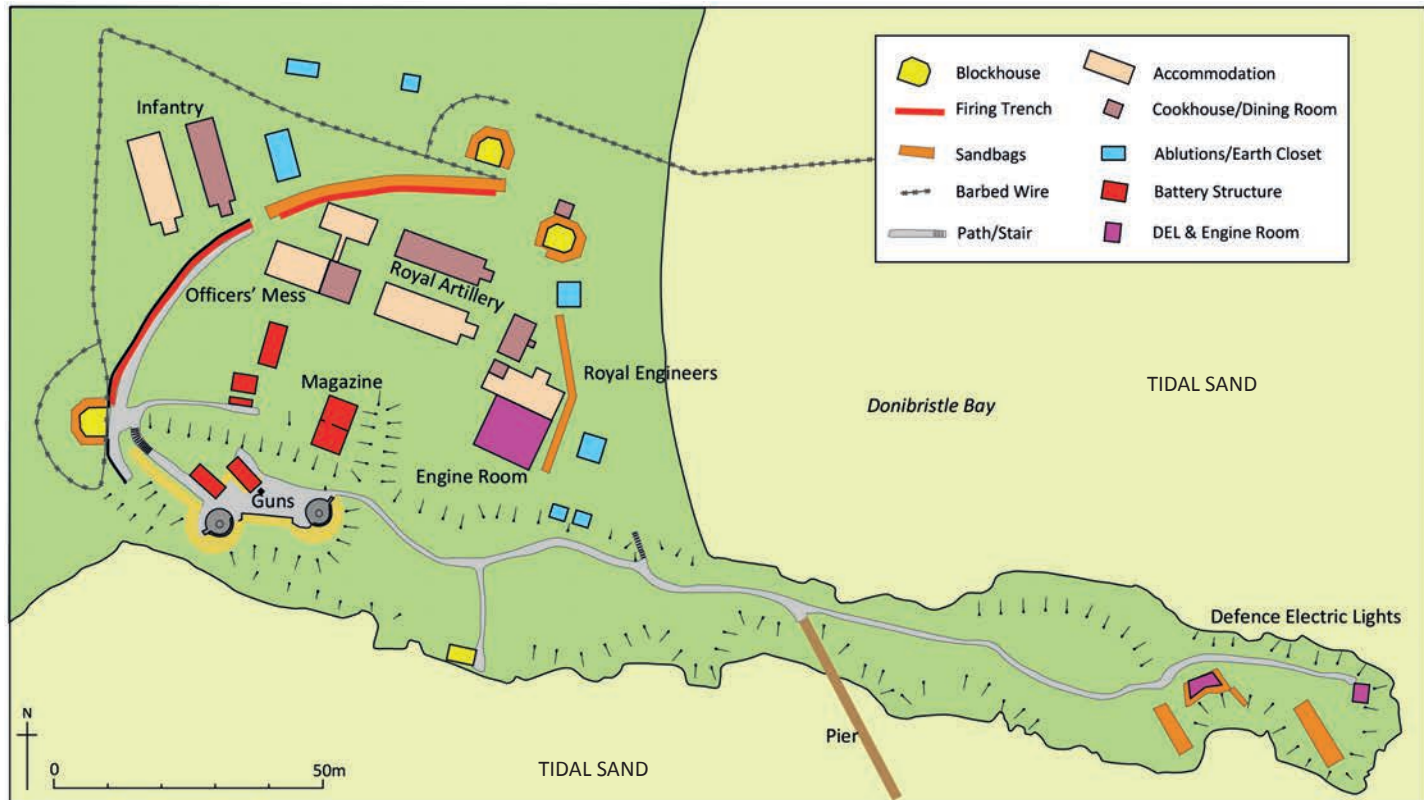 Blockhouse
Firing Trench
Sandbags
Barbed Wire
Path/Stair
Accommodation
Cookhouse/Dining Room
Ablutions/Earth Closet
Battery Structure
DEL & Engine Room
Infantry
Officers' Mess
Royal Artillery
Magazine
Royal Engineers
Engine Room
Guns
Donibristle Bay
TIDAL SAND
Defence Electric Lights
Pier
TIDAL SAND
N
0 50m